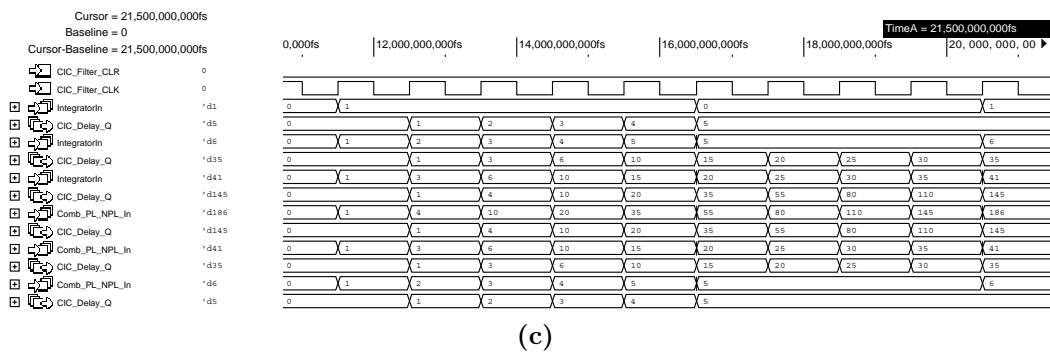 Cursor = 21,500,000,000fs
Baseline = 0
Cursor-Baseline = 21,500,000,000fs
TimeA = 21,500,000,000fs
0,000fs 12,000,000,000fs 14,000,000,000fs 16,000,000,000fs 18,000,000,000fs 20,000,000,00
CIC_Filter_CLR 0
CIC_Filter_CLK 0
IntegratorIn 'd1 0 1 0 1
CIC_Delay_Q 'd5 0 1 2 3 4 5
IntegratorIn 'd6 0 1 2 3 4 5 5 6
CIC_Delay_Q 'd35 0 1 3 6 10 15 20 25 30 35
IntegratorIn 'd41 0 1 3 6 10 15 20 25 30 35 41
CIC_Delay_Q 'd145 0 1 4 10 20 35 55 80 110 145
Comb_PL_NPL_In 'd186 0 1 4 10 20 35 55 80 110 145 186
CIC_Delay_Q 'd145 0 1 4 10 20 35 55 80 110 145
Comb_PL_NPL_In 'd41 0 1 3 6 10 15 20 25 30 35 41
CIC_Delay_Q 'd35 0 1 3 6 10 15 20 25 30 35
Comb_PL_NPL_In 'd6 0 1 2 3 4 5 5 6
CIC_Delay_Q 'd5 0 1 2 3 4 5
(c)